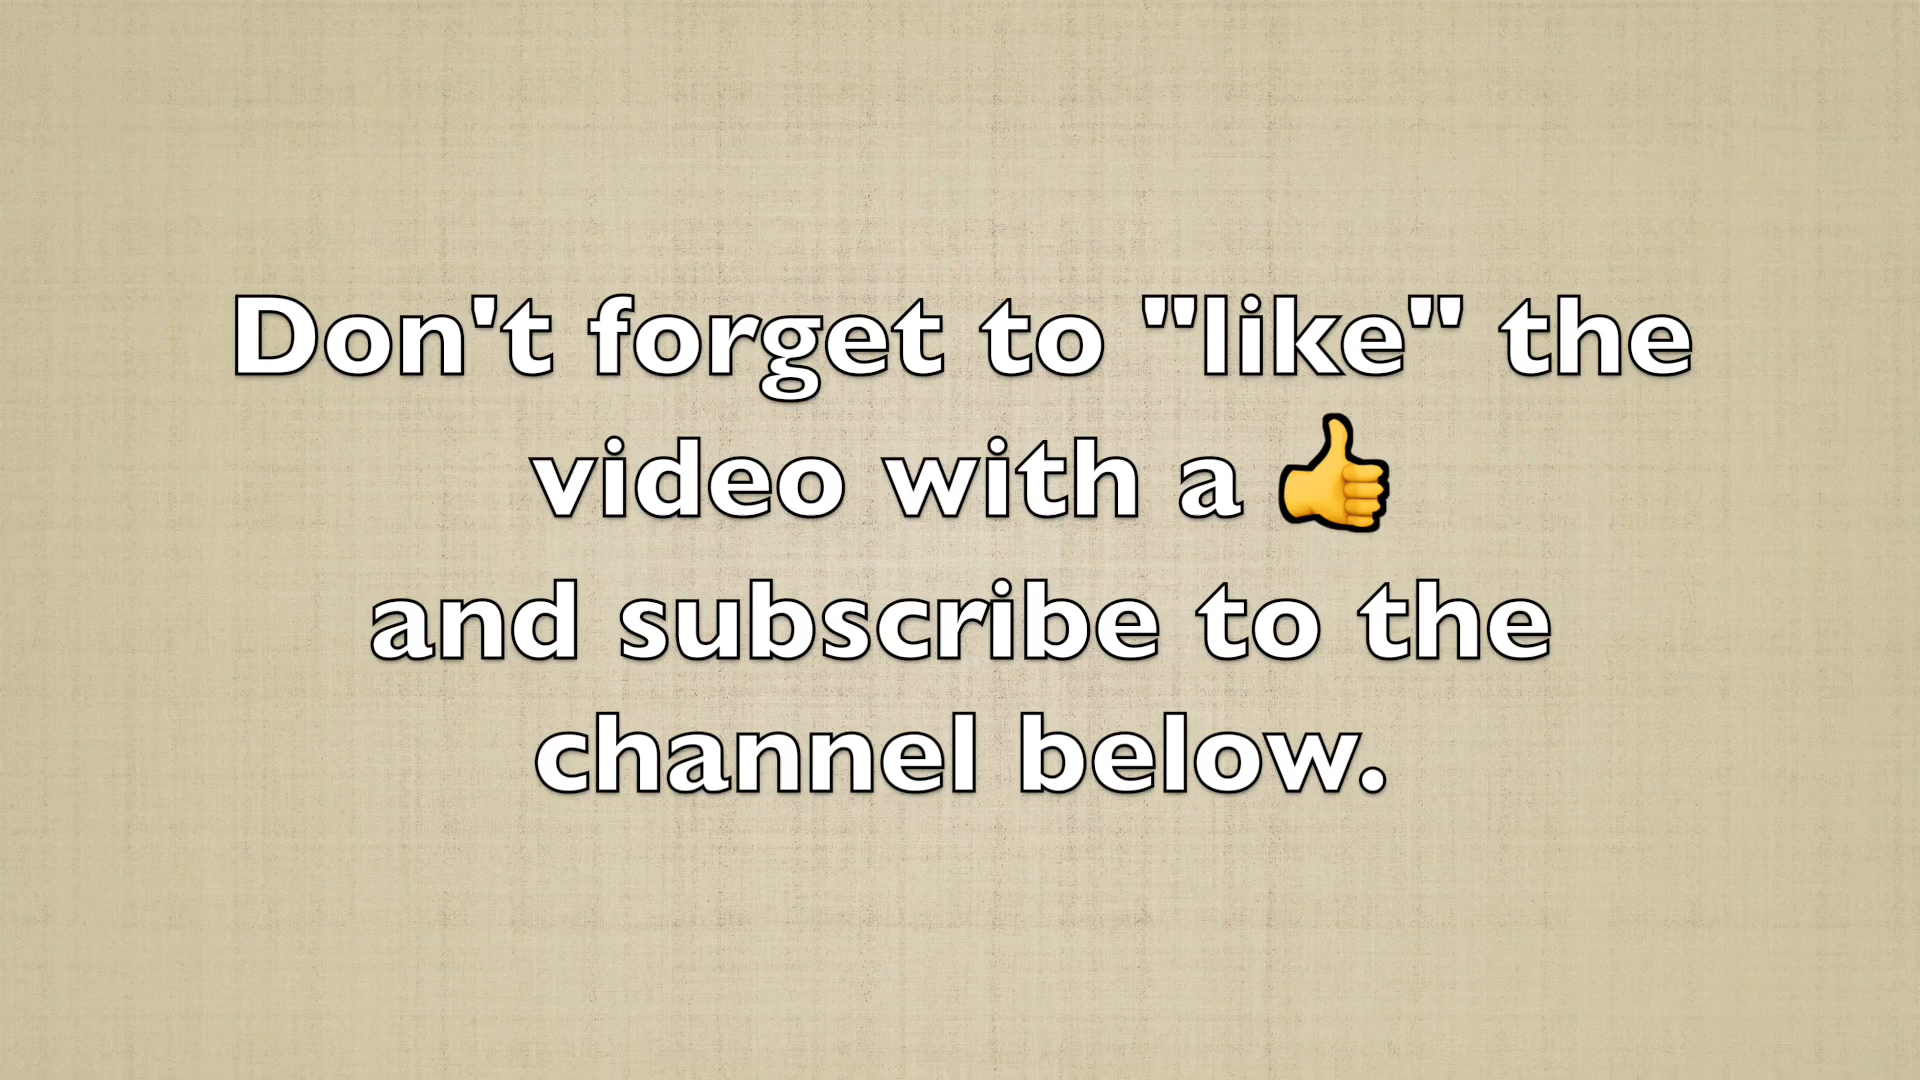 Don't forget to "like" the
video with a 👍
and subscribe to the
channel below.